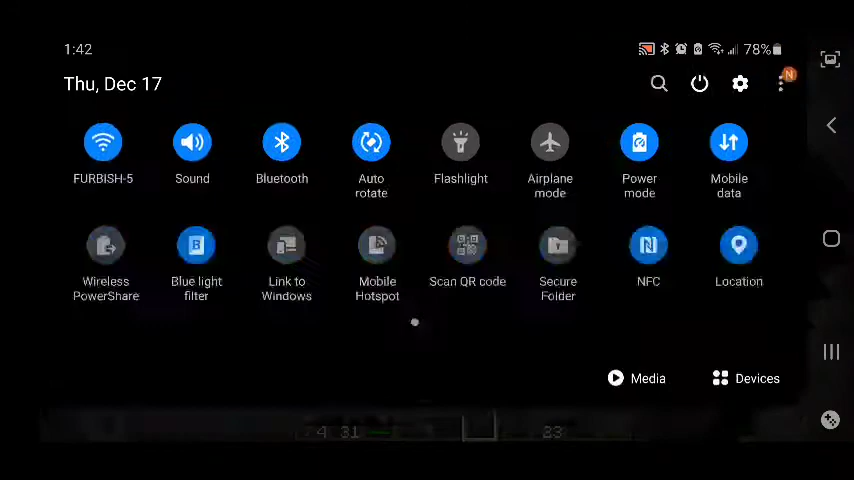 1:42 78%
Thu, Dec 17 N
FURBISH-5 Sound Bluetooth Auto rotate Flashlight Airplane mode Power mode Mobile data
Wireless PowerShare Blue light filter Link to Windows Mobile Hotspot Scan QR code Secure Folder NFC Location
Media Devices
31